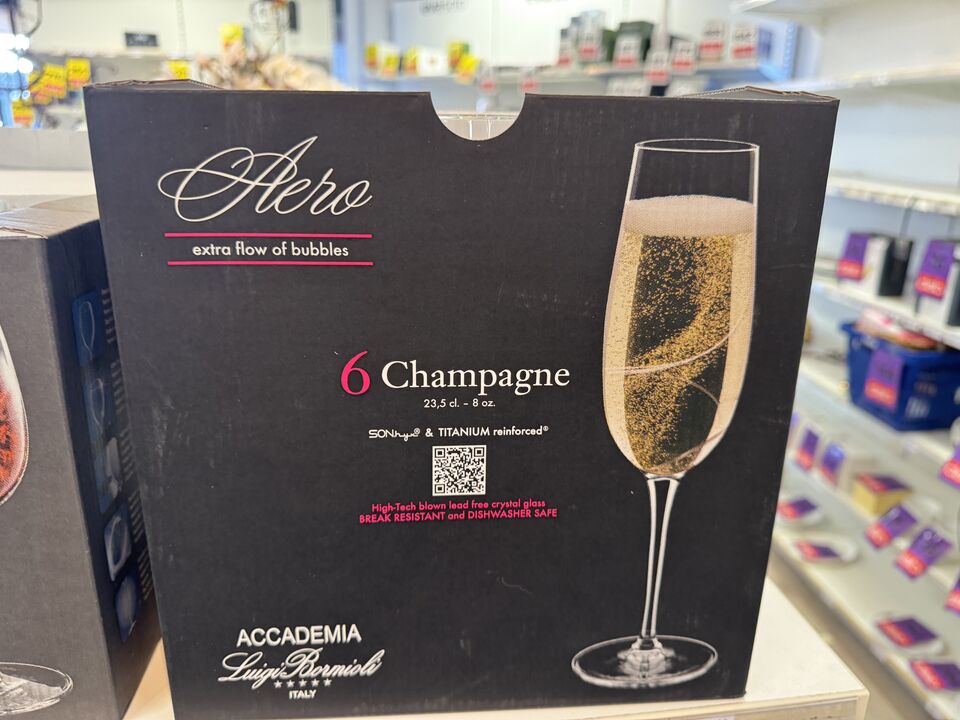 Aero
extra flow of bubbles
6 Champagne
23,5 cl. - 8 oz.
SONhyx® & TITANIUM reinforced®
High-Tech blown lead free crystal glass
BREAK RESISTANT and DISHWASHER SAFE
ACCADEMIA
Luigi Bormioli
ITALY